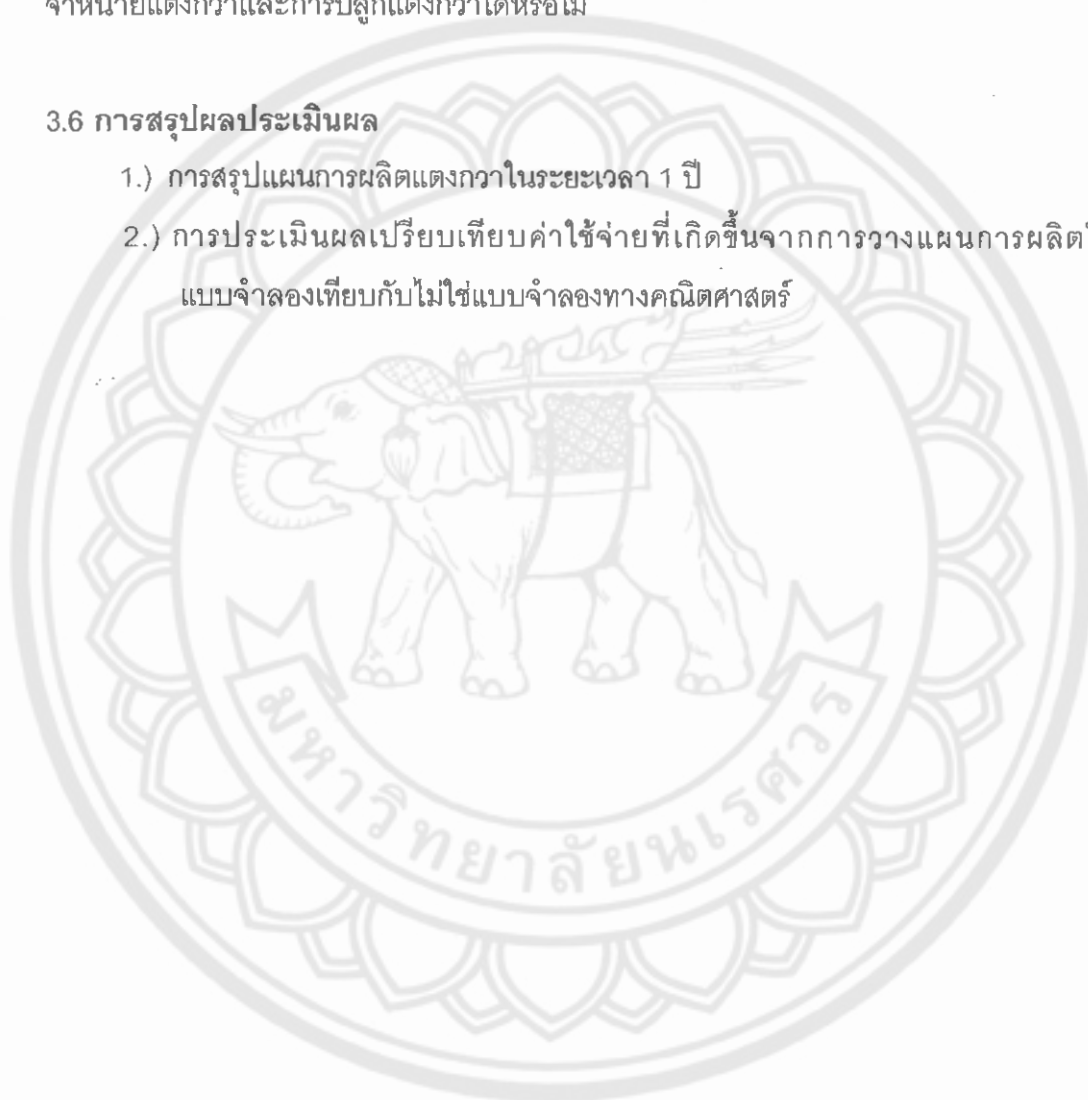 จำหน่ายแตงกวาและการปลูกแตงกวาได้หรือไม่
3.6 การสรุปผลประเมินผล
1.) การสรุปแผนการผลิตแตงกวาในระยะเวลา 1 ปี
2.) การประเมินผลเปรียบเทียบค่าใช้จ่ายที่เกิดขึ้นจากการวางแผนการผลิต
แบบจำลองเทียบกับไม่ใช่แบบจำลองทางคณิตศาสตร์
มหาวิทยาลัยนเรศวร